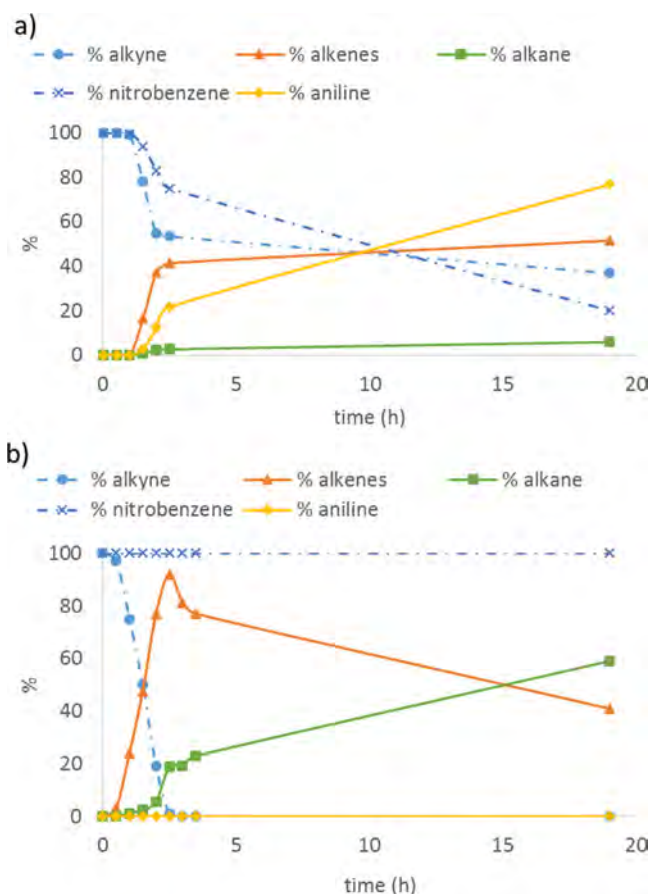 a)
% alkyne % alkenes % alkane
% nitrobenzene % aniline
100
80
60
40
20
0
%
0 5 10 15 20
time (h)
b)
% alkyne % alkenes % alkane
% nitrobenzene % aniline
100
80
60
40
20
0
%
0 5 10 15 20
time (h)